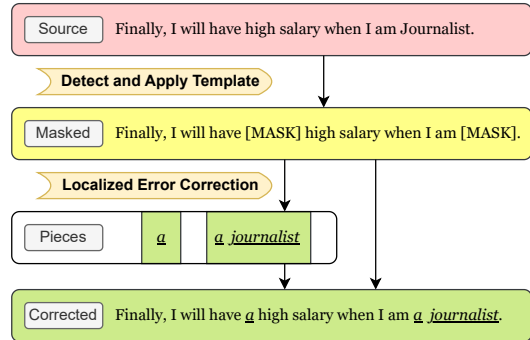 Source Finally, I will have high salary when I am Journalist.
Detect and Apply Template
Masked Finally, I will have [MASK] high salary when I am [MASK].
Localized Error Correction
Pieces a a journalist
Corrected Finally, I will have a high salary when I am a journalist.